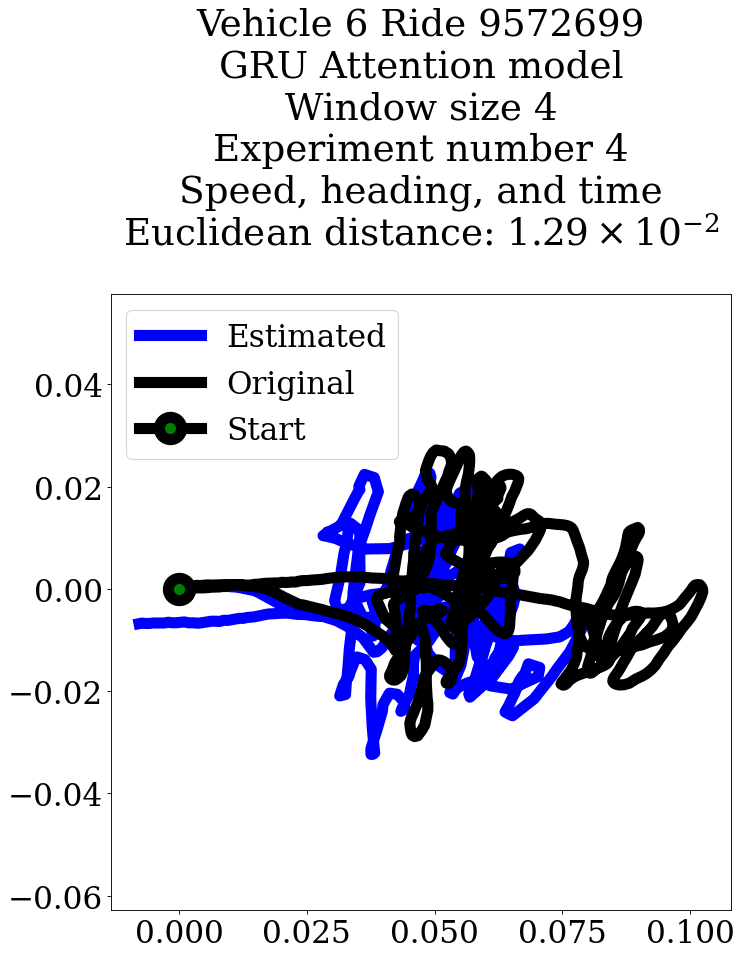 Vehicle 6 Ride 9572699
GRU Attention model
Window size 4
Experiment number 4
Speed, heading, and time
Euclidean distance: 1.29 × 10⁻²
Estimated
Original
Start
0.04
0.02
0.00
−0.02
−0.04
−0.06
0.000 0.025 0.050 0.075 0.100